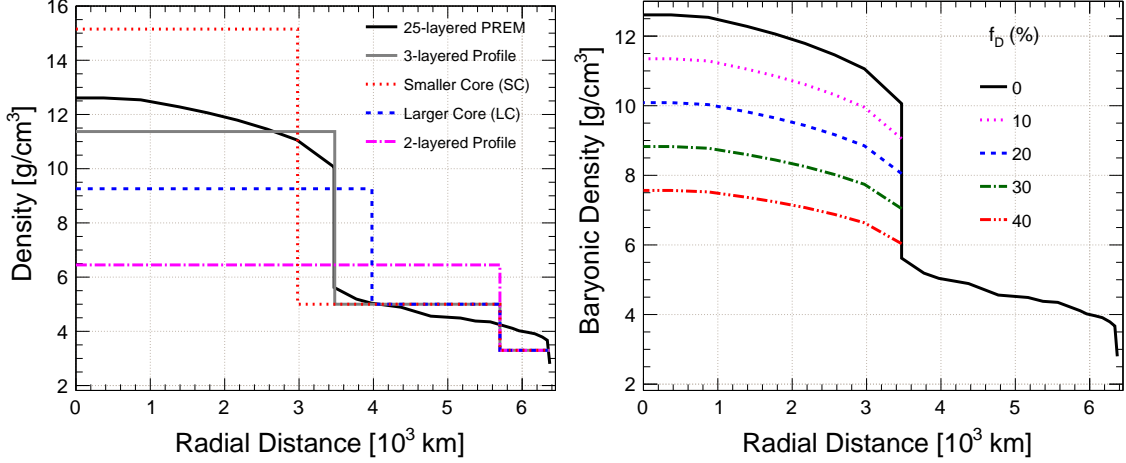 16
14
12
10
8
6
4
2
Density [g/cm³]
25-layered PREM
3-layered Profile
Smaller Core (SC)
Larger Core (LC)
2-layered Profile
0 1 2 3 4 5 6
Radial Distance [10³ km]
12
10
8
6
4
2
Baryonic Density [g/cm³]
f_D (%)
0
10
20
30
40
0 1 2 3 4 5 6
Radial Distance [10³ km]